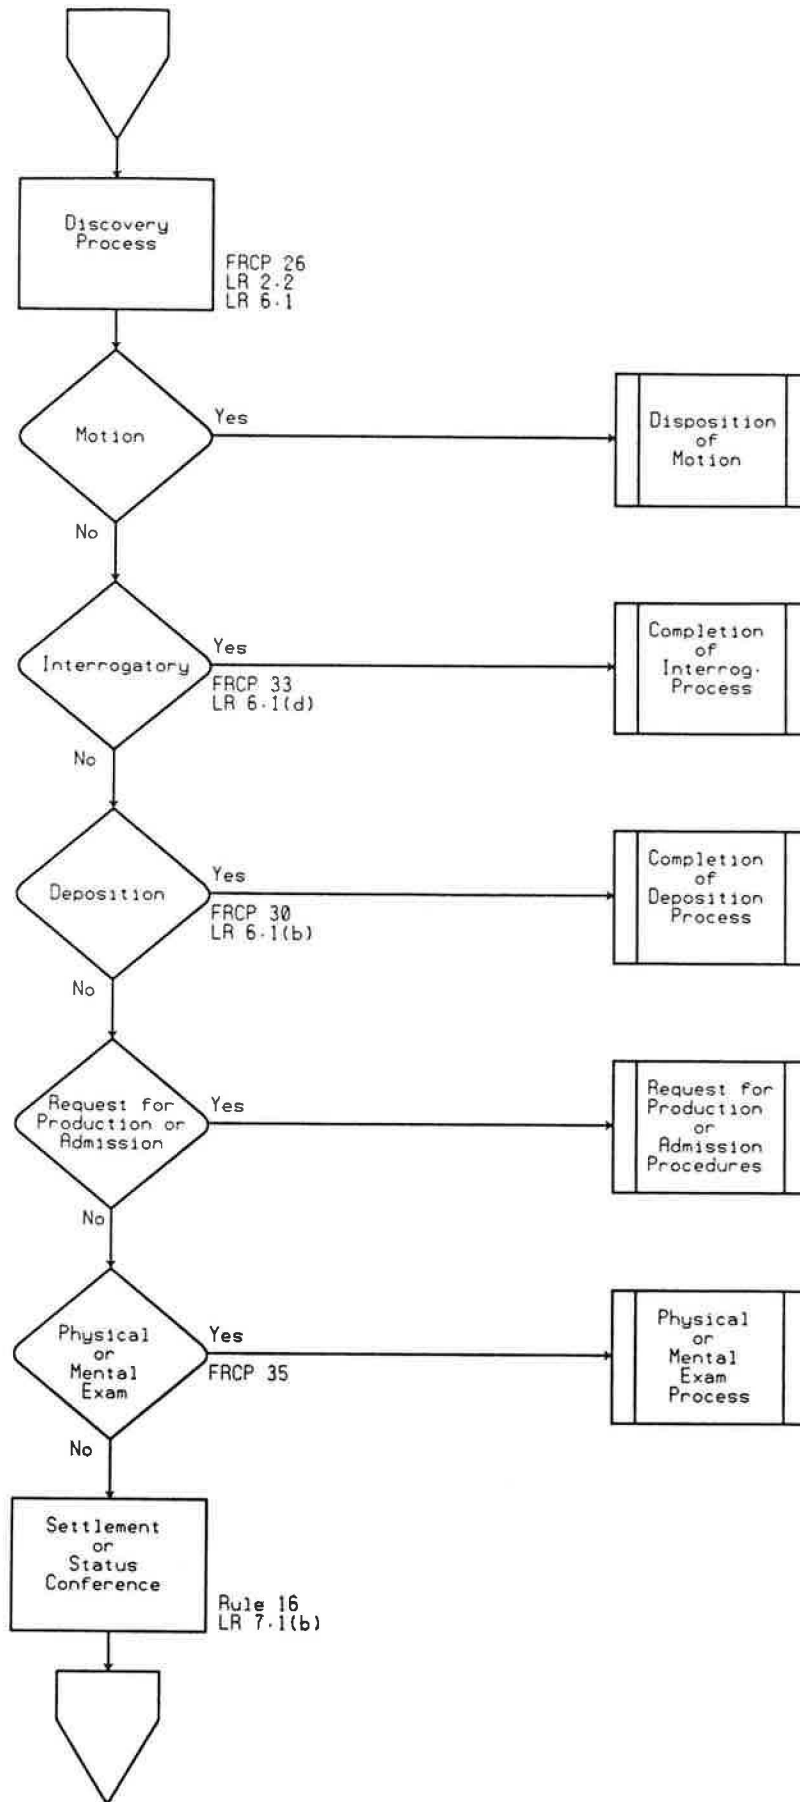 Discovery
Process
FRCP 26
LR 2.2
LR 6.1
Motion
Yes
Disposition
of
Motion
No
Interrogatory
Yes
FRCP 33
LR 6.1(d)
Completion
of
Interrog.
Process
No
Deposition
Yes
FRCP 30
LR 6.1(b)
Completion
of
Deposition
Process
No
Request for
Production or
Admission
Yes
Request for
Production
or
Admission
Procedures
No
Physical
or
Mental
Exam
Yes
FRCP 35
Physical
or
Mental
Exam
Process
No
Settlement
or
Status
Conference
Rule 16
LR 7.1(b)